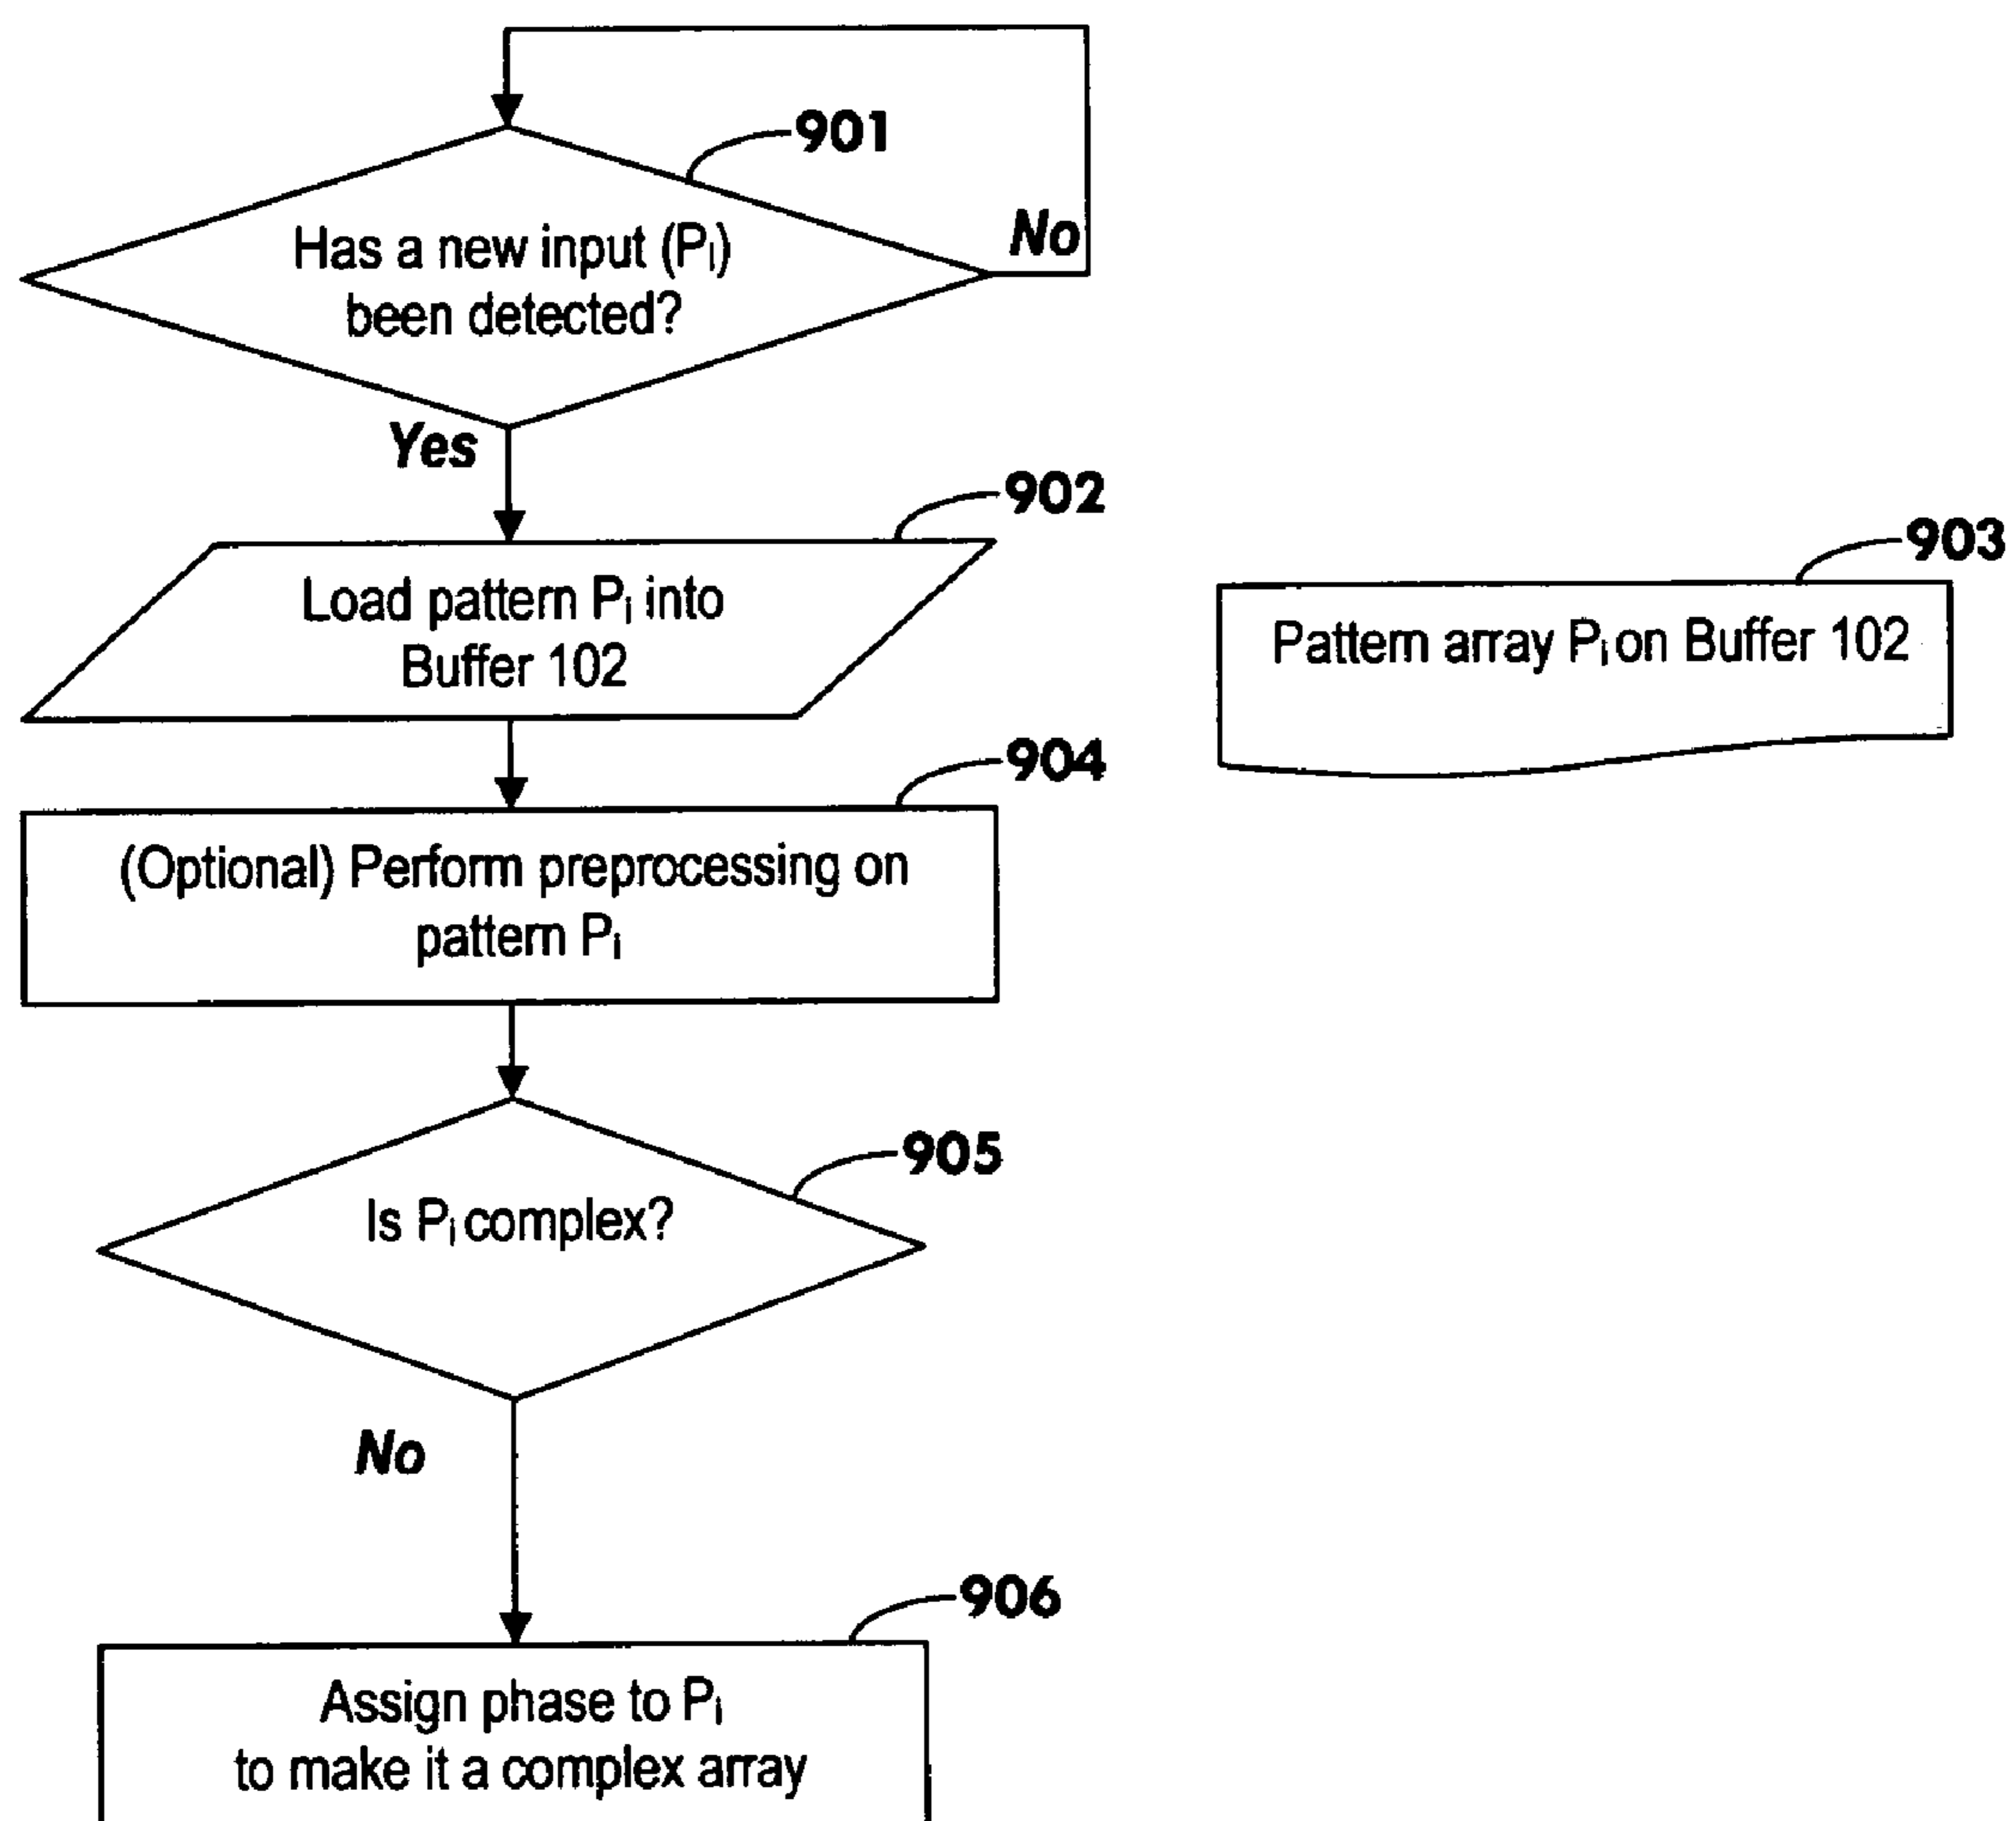 901
Has a new input (Pi)
been detected?
No
Yes
902
Load pattern Pi into
Buffer 102
903
Pattern array Pi on Buffer 102
904
(Optional) Perform preprocessing on
pattern Pi
905
Is Pi complex?
No
906
Assign phase to Pi
to make it a complex array